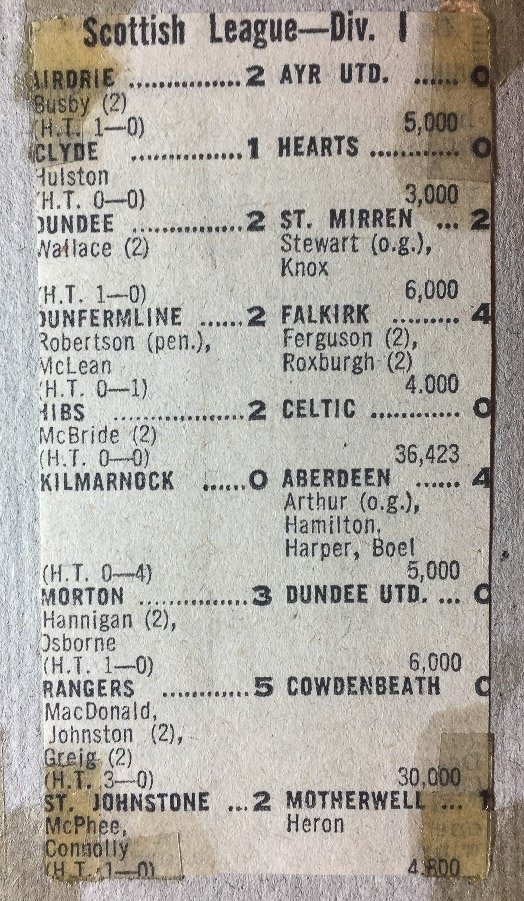 Scottish League—Div. I
AIRDRIE ...............2 AYR UTD. ...... 0
Busby (2)
(H.T. 1—0) 5,000
CLYDE ...............1 HEARTS ............ 0
Hulston
(H.T. 0—0) 3,000
DUNDEE ...............2 ST. MIRREN ... 2
Wallace (2) Stewart (o.g.),
Knox
(H.T. 1—0) 6,000
DUNFERMLINE ......2 FALKIRK .......... 4
Robertson (pen.), Ferguson (2),
McLean Roxburgh (2)
(H.T. 0—1) 4.000
HIBS .................2 CELTIC ............ 0
McBride (2)
(H.T. 0—0) 36,423
KILMARNOCK ......0 ABERDEEN ...... 4
Arthur (o.g.),
Hamilton,
Harper, Boel
(H.T. 0—4) 5,000
MORTON ...............3 DUNDEE UTD. ... 0
Hannigan (2),
Osborne
(H.T. 1—0) 6,000
RANGERS ............5 COWDENBEATH 0
MacDonald,
Johnston (2),
Greig (2)
(H.T. 3—0) 30,000
ST. JOHNSTONE ...2 MOTHERWELL ... 1
McPhee, Heron
Connolly
(H.T. 1—0) 4,800